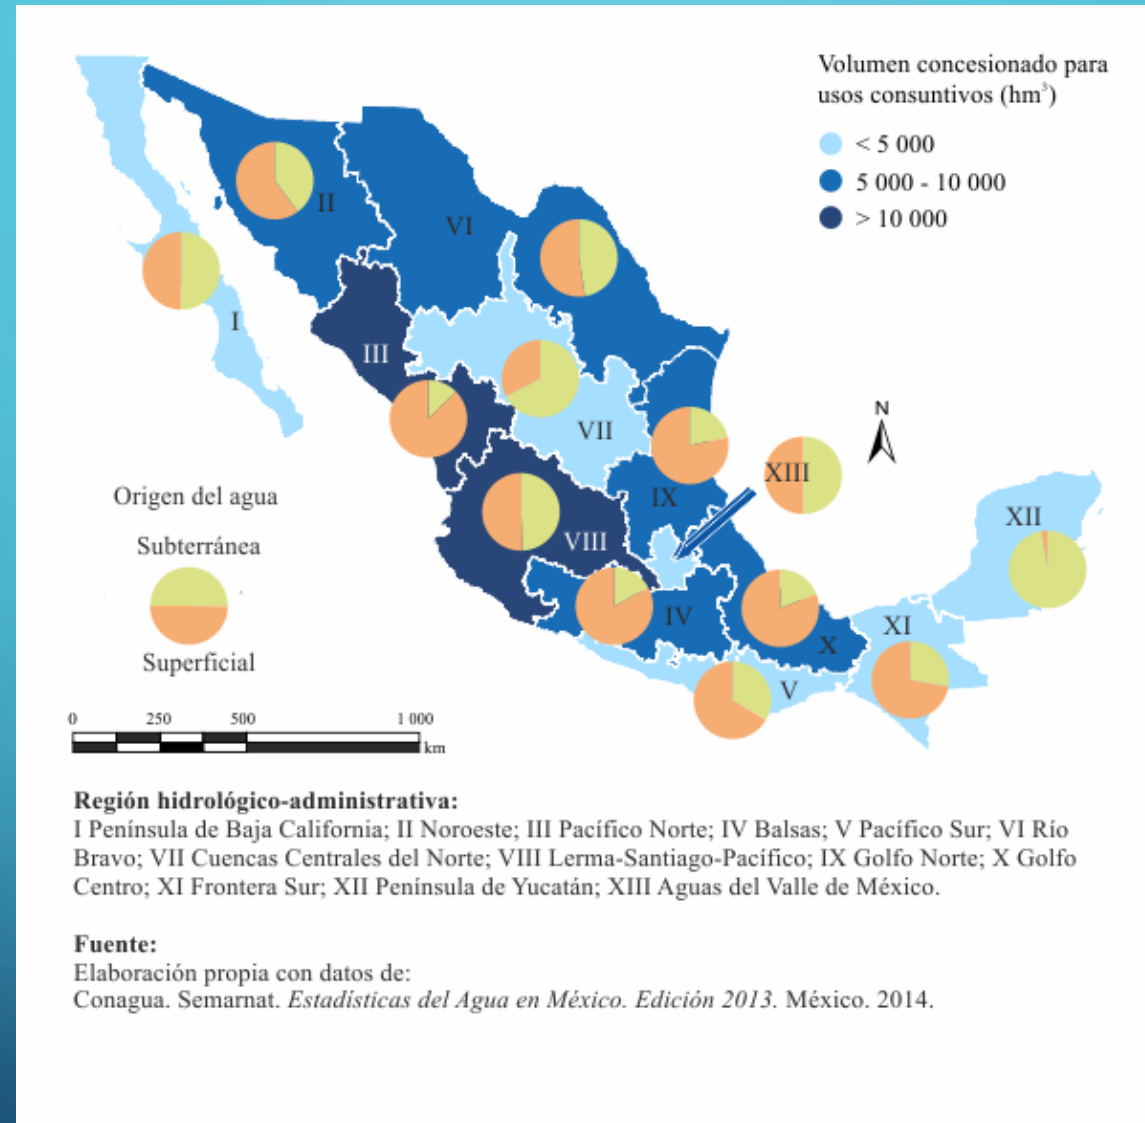 Volumen concesionado para
usos consuntivos (hm³)
< 5 000
5 000 - 10 000
> 10 000
II
VI
I
III
VII
N
XIII
IX
XII
VIII
Origen del agua
Subterránea
Superficial
IV
X
XI
V
0 250 500 1 000
km
Región hidrológico-administrativa:
I Península de Baja California; II Noroeste; III Pacífico Norte; IV Balsas; V Pacífico Sur; VI Río
Bravo; VII Cuencas Centrales del Norte; VIII Lerma-Santiago-Pacífico; IX Golfo Norte; X Golfo
Centro; XI Frontera Sur; XII Península de Yucatán; XIII Aguas del Valle de México.
Fuente:
Elaboración propia con datos de:
Conagua. Semarnat. Estadísticas del Agua en México. Edición 2013. México. 2014.